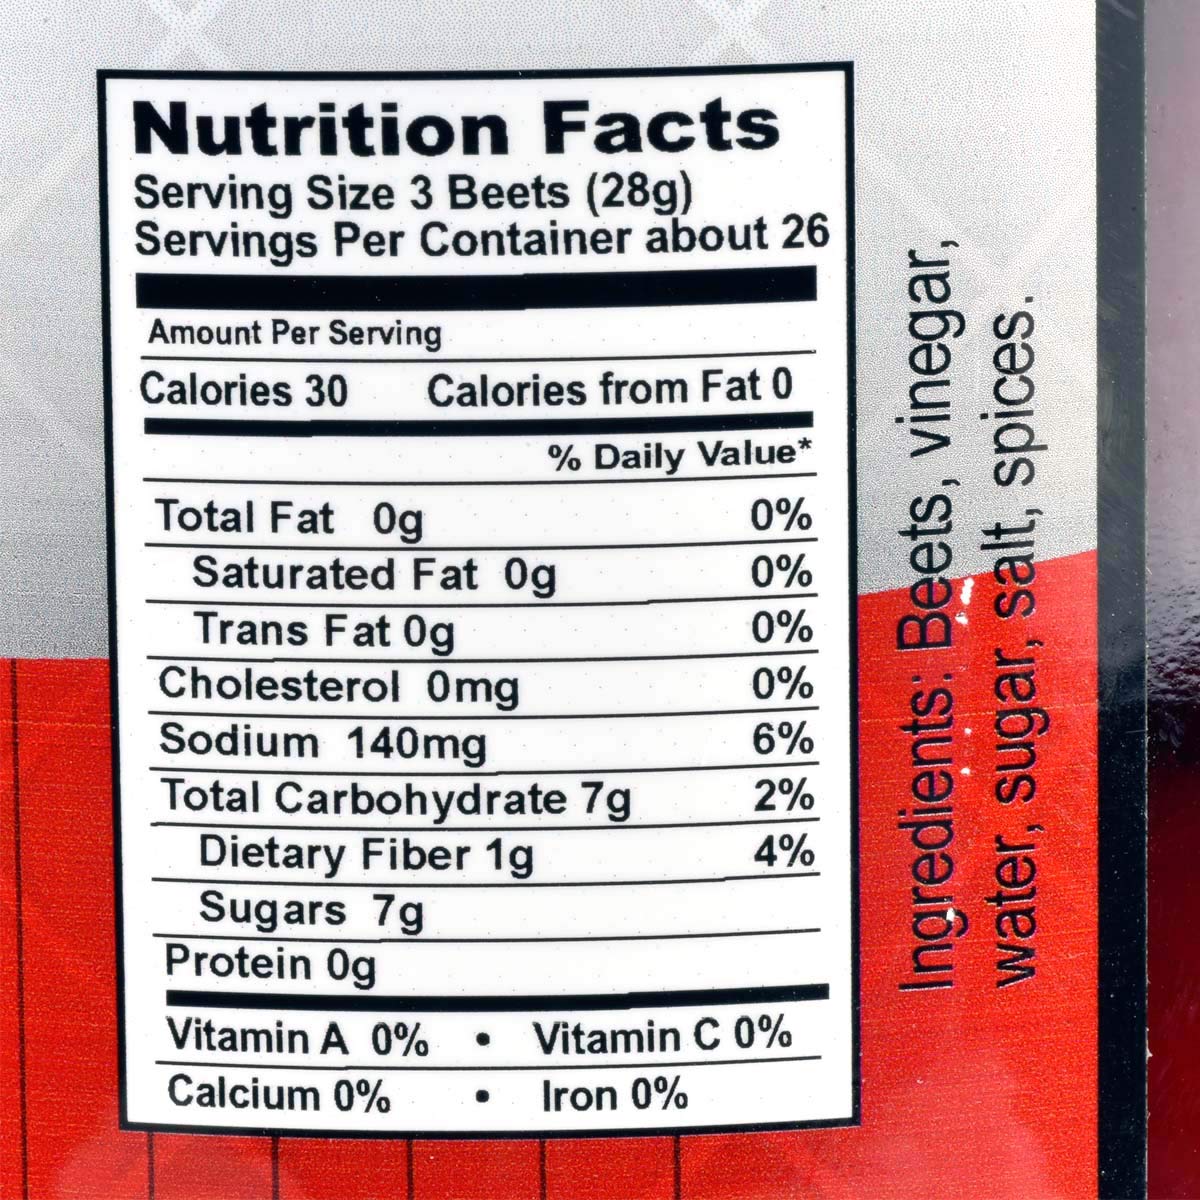 Nutrition Facts
Serving Size 3 Beets (28g)
Servings Per Container about 26
Amount Per Serving
Calories 30 Calories from Fat 0
% Daily Value*
Total Fat 0g 0%
Saturated Fat 0g 0%
Trans Fat 0g 0%
Cholesterol 0mg 0%
Sodium 140mg 6%
Total Carbohydrate 7g 2%
Dietary Fiber 1g 4%
Sugars 7g
Protein 0g
Vitamin A 0% • Vitamin C 0%
Calcium 0% • Iron 0%
Ingredients: Beets, vinegar,
water, sugar, salt, spices.